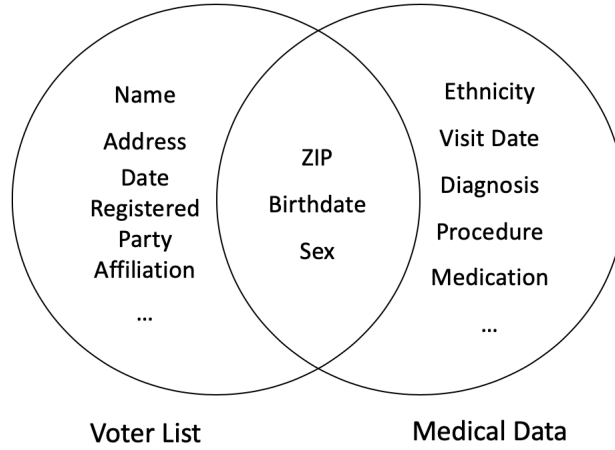 Name
Address
Date
Registered
Party
Affiliation
...
ZIP
Birthdate
Sex
Ethnicity
Visit Date
Diagnosis
Procedure
Medication
...
Voter List
Medical Data